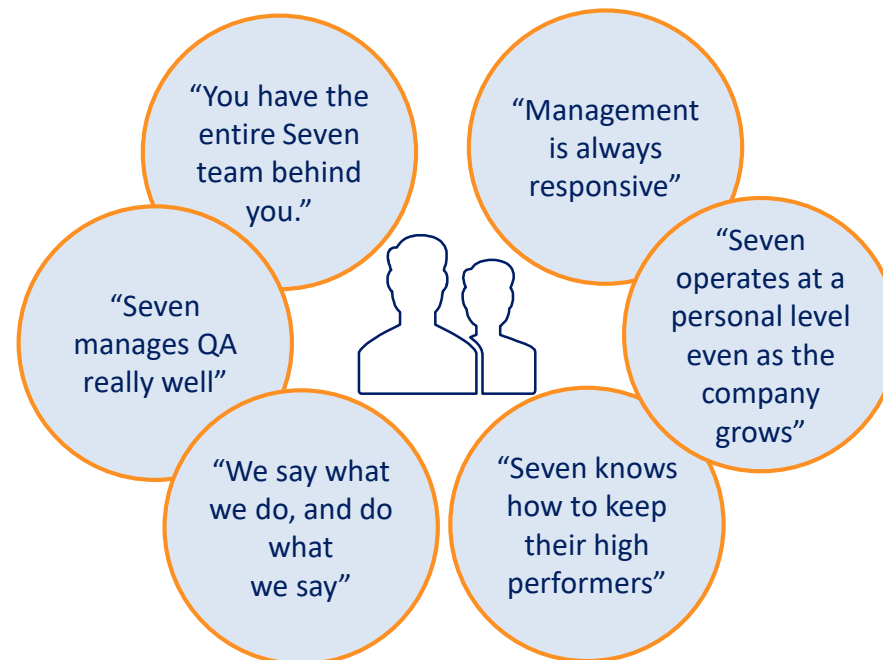 “You have the
entire Seven
team behind
you.”
“Management
is always
responsive”
“Seven
manages QA
really well”
“Seven
operates at a
personal level
even as the
company
grows”
“We say what
we do, and do
what
we say”
“Seven knows
how to keep
their high
performers”